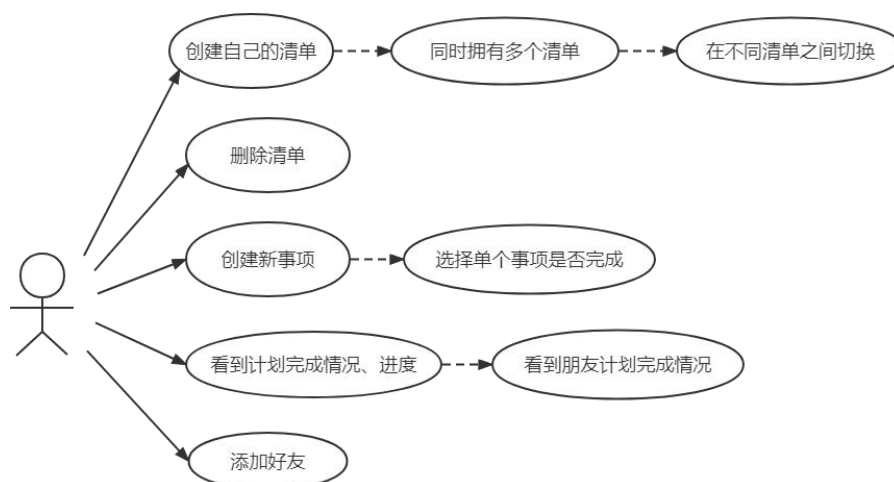 创建自己的清单
同时拥有多个清单
在不同清单之间切换
删除清单
创建新事项
选择单个事项是否完成
看到计划完成情况、进度
看到朋友计划完成情况
添加好友